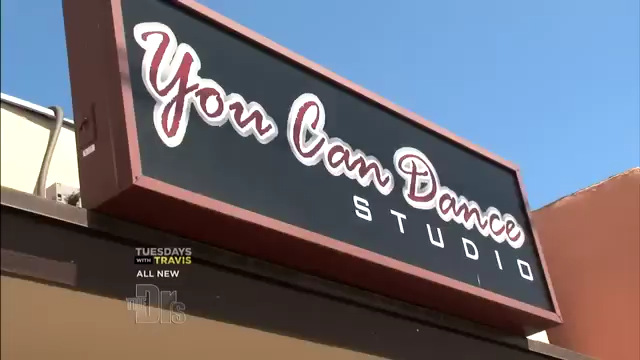 You Can Dance
STUDIO
TUESDAYS
WITH TRAVIS
ALL NEW
THE Drs